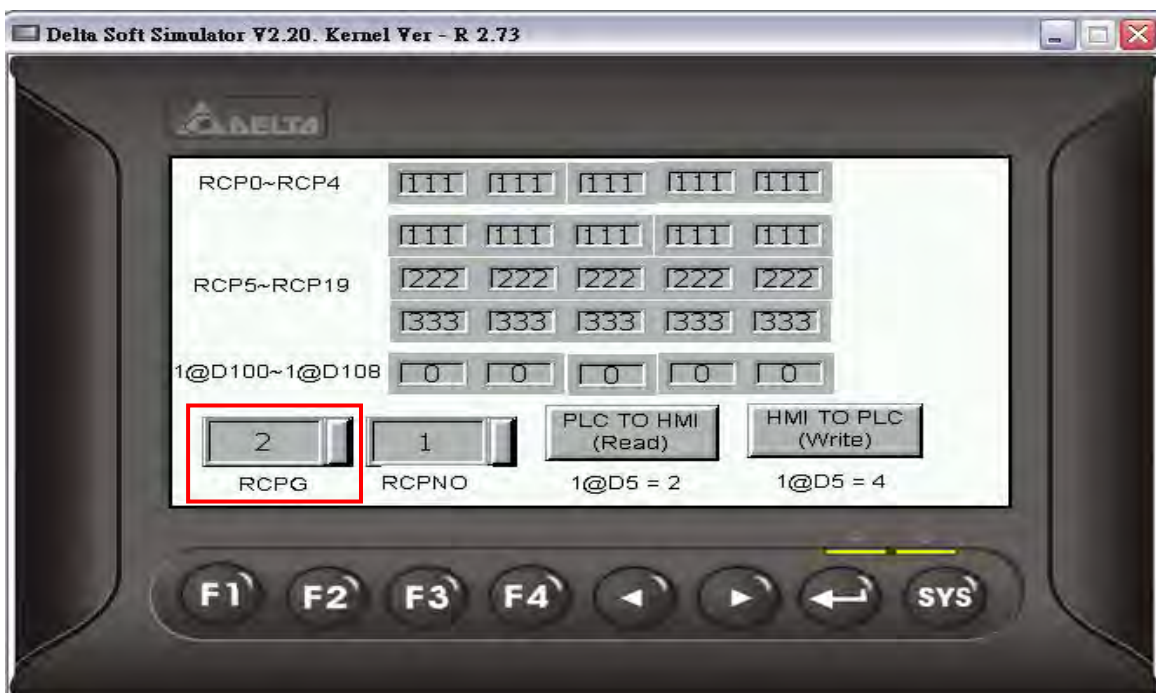 Delta Soft Simulator V2.20. Kernel Ver - R 2.73
DELTA
RCP0~RCP4 111 111 111 111 111
111 111 111 111 111
RCP5~RCP19 222 222 222 222 222
333 333 333 333 333
1@D100~1@D108 0 0 0 0 0
2 1 PLC TO HMI HMI TO PLC
(Read) (Write)
RCPG RCPNO 1@D5 = 2 1@D5 = 4
F1 F2 F3 F4 SYS